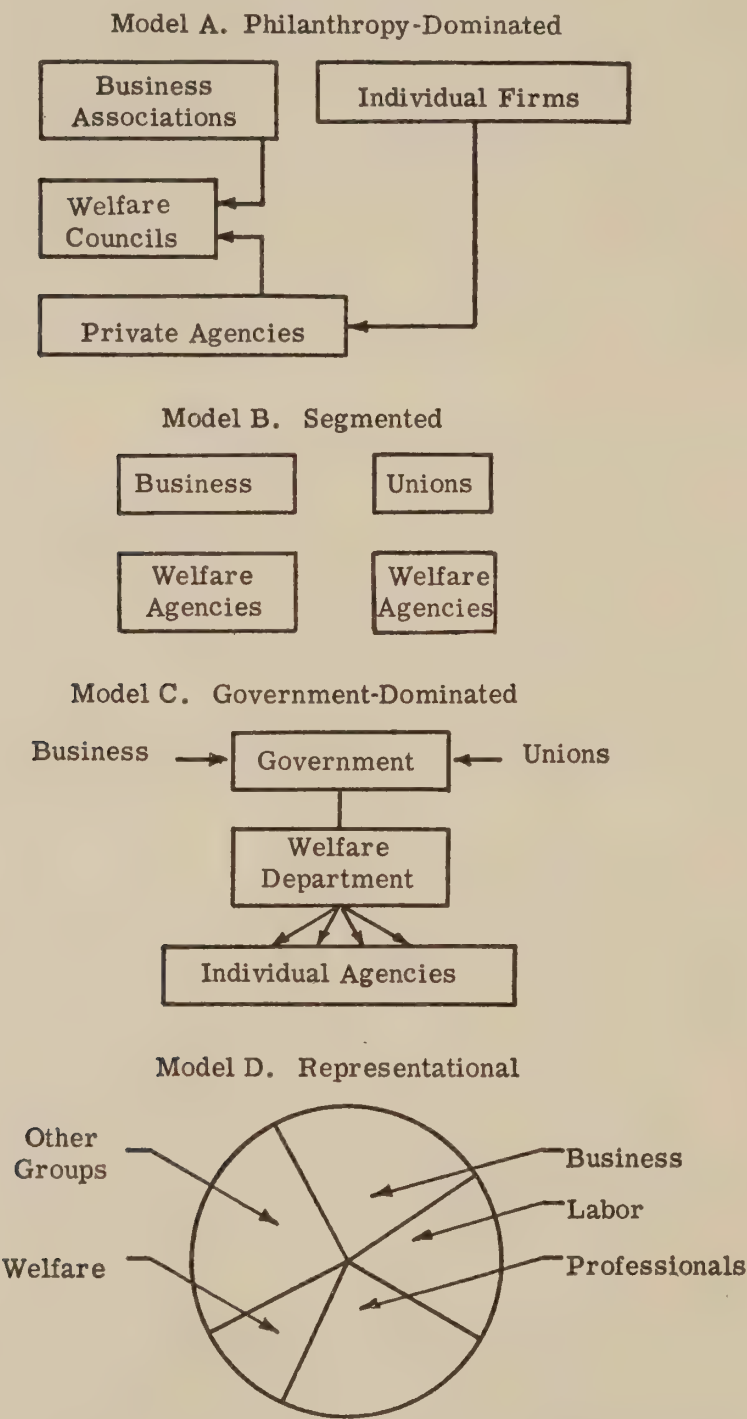 Model A. Philanthropy-Dominated
Business
Associations
Individual Firms
Welfare
Councils
Private Agencies
Model B. Segmented
Business
Unions
Welfare
Agencies
Welfare
Agencies
Model C. Government-Dominated
Business
Government
Unions
Welfare
Department
Individual Agencies
Model D. Representational
Other
Groups
Business
Labor
Welfare
Professionals